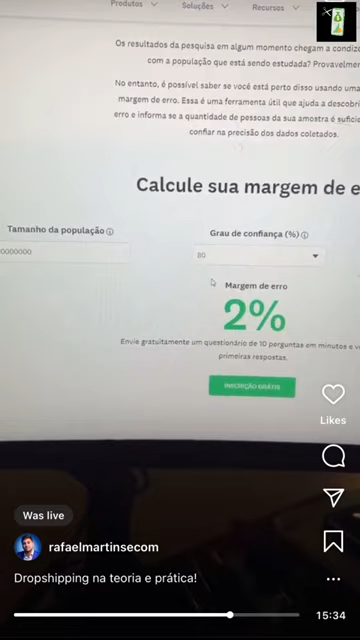 Produtos Soluções Recursos
Os resultados da pesquisa em algum momento chegam a
com a população que está sendo estudada?
No entanto, é possível saber se você está perto disso usando uma
margem de erro. Essa é uma ferramenta útil que ajuda a
erro e informa se a quantidade de pessoas da sua amostra é
confiar na precisão dos dados coletados.
Calcule sua margem de
Tamanho da população
Grau de confiança (%)
80
Margem de erro
2%
Envie gratuitamente um questionário de 10 perguntas em minutos e
primeiras respostas.
INSCRIÇÃO GRÁTIS
Likes
Was live
rafaelmartinsecom
Dropshipping na teoria e prática!
15:34